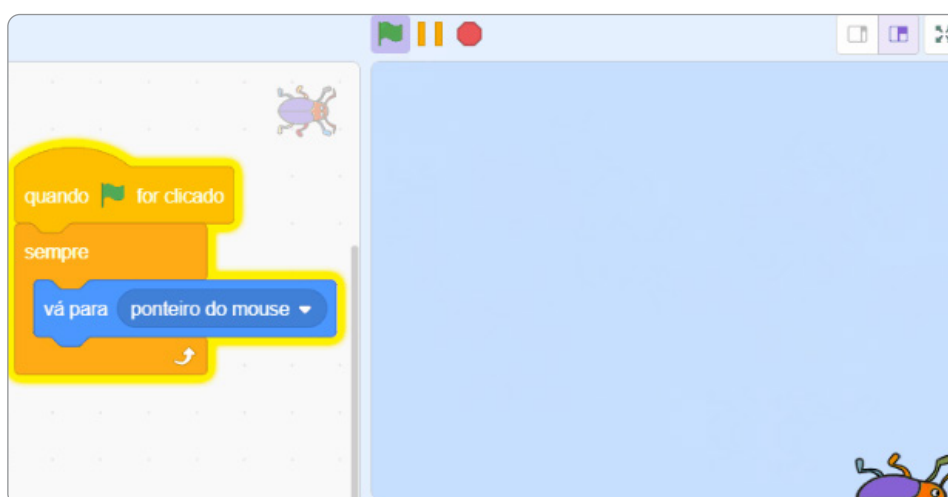 quando for clicado
sempre
vá para ponteiro do mouse